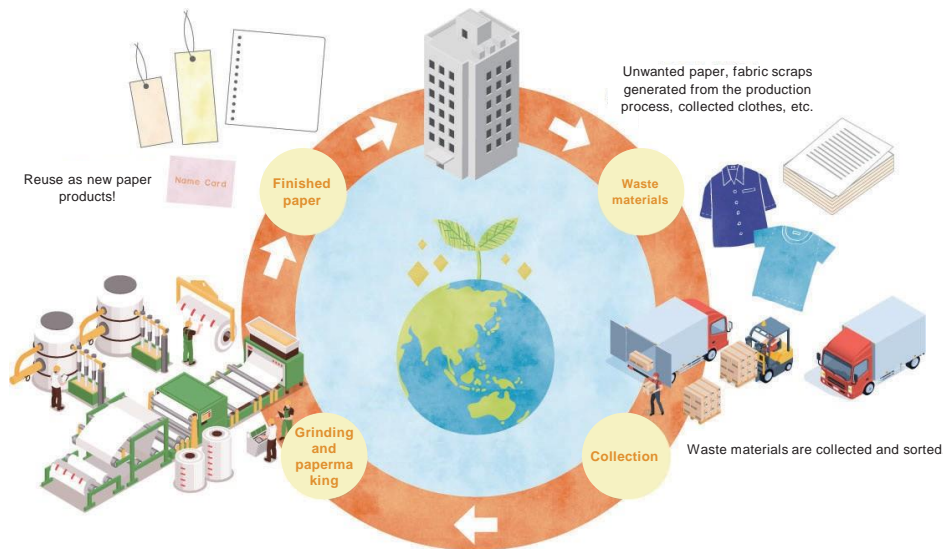 Unwanted paper, fabric scraps
generated from the production
process, collected clothes, etc.
Reuse as new paper
products!
Name Card
Finished
paper
Waste
materials
Grinding
and
paperma
king
Collection
Waste materials are collected and sorted